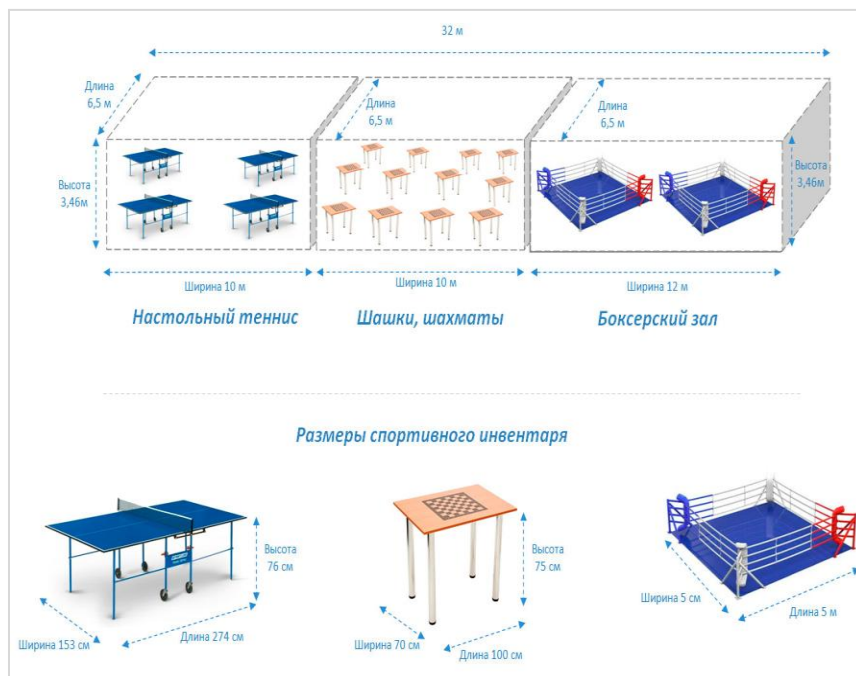 32 м
Длина
6,5 м
Длина
6,5 м
Длина
6,5 м
Высота
3,46м
Высота
3,46м
Ширина 10 м
Ширина 10 м
Ширина 12 м
Настольный теннис
Шашки, шахматы
Боксерский зал
Размеры спортивного инвентаря
Высота
76 см
Ширина 153 см
Длина 274 см
Высота
75 см
Ширина 70 см
Длина 100 см
Ширина 5 см
Длина 5 м